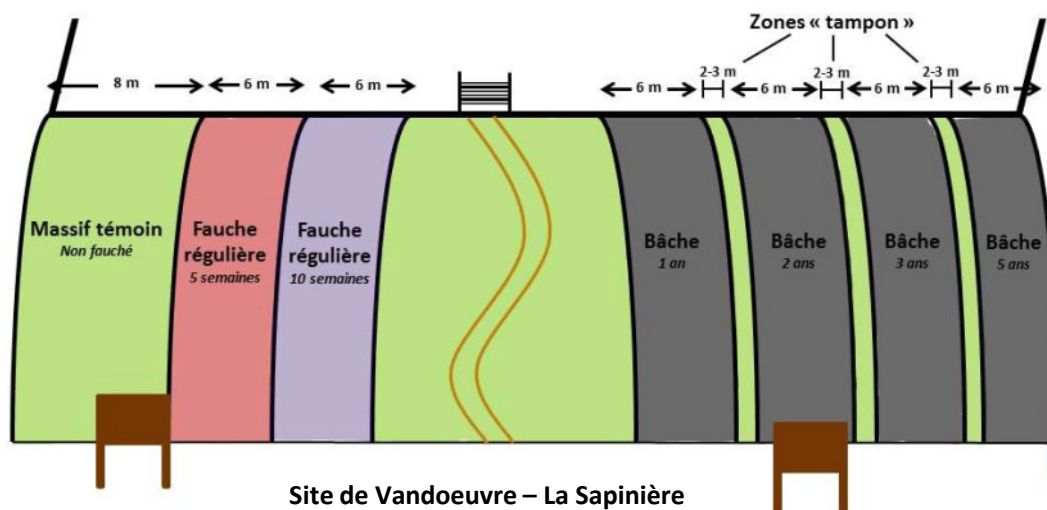 Zones « tampon »
8 m
6 m
6 m
6 m
2-3 m
6 m
2-3 m
6 m
2-3 m
6 m
Massif témoin
Non fauché
Fauche
régulière
5 semaines
Fauche
régulière
10 semaines
Bâche
1 an
Bâche
2 ans
Bâche
3 ans
Bâche
5 ans
Site de Vandoeuvre – La Sapinière